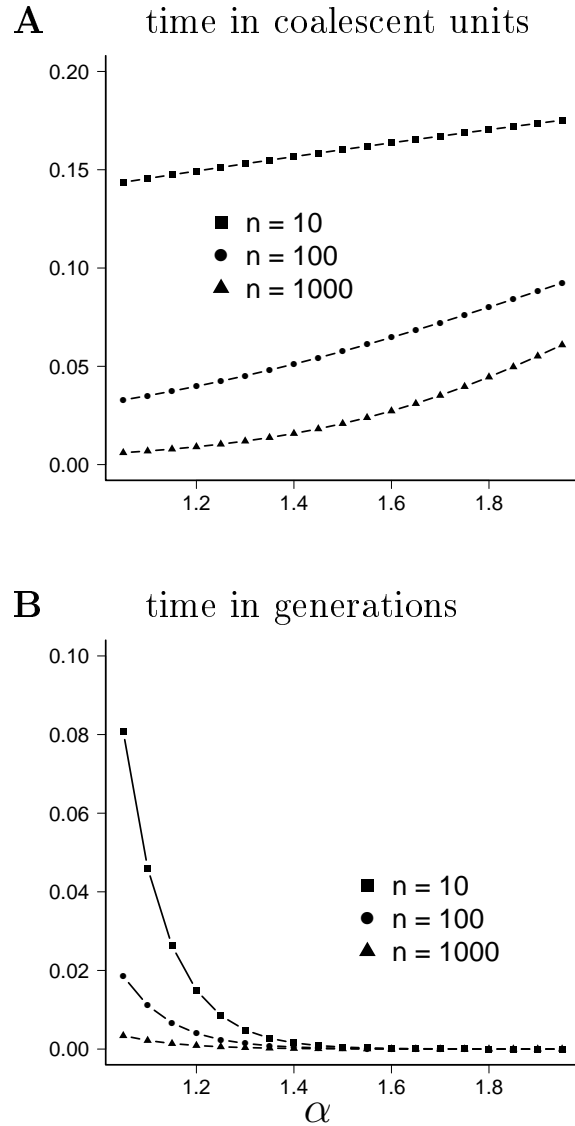 A time in coalescent units
0.20
0.15
0.10
0.05
0.00
n = 10
n = 100
n = 1000
1.2 1.4 1.6 1.8
B time in generations
0.10
0.08
0.06
0.04
0.02
0.00
n = 10
n = 100
n = 1000
1.2 1.4 1.6 1.8
α